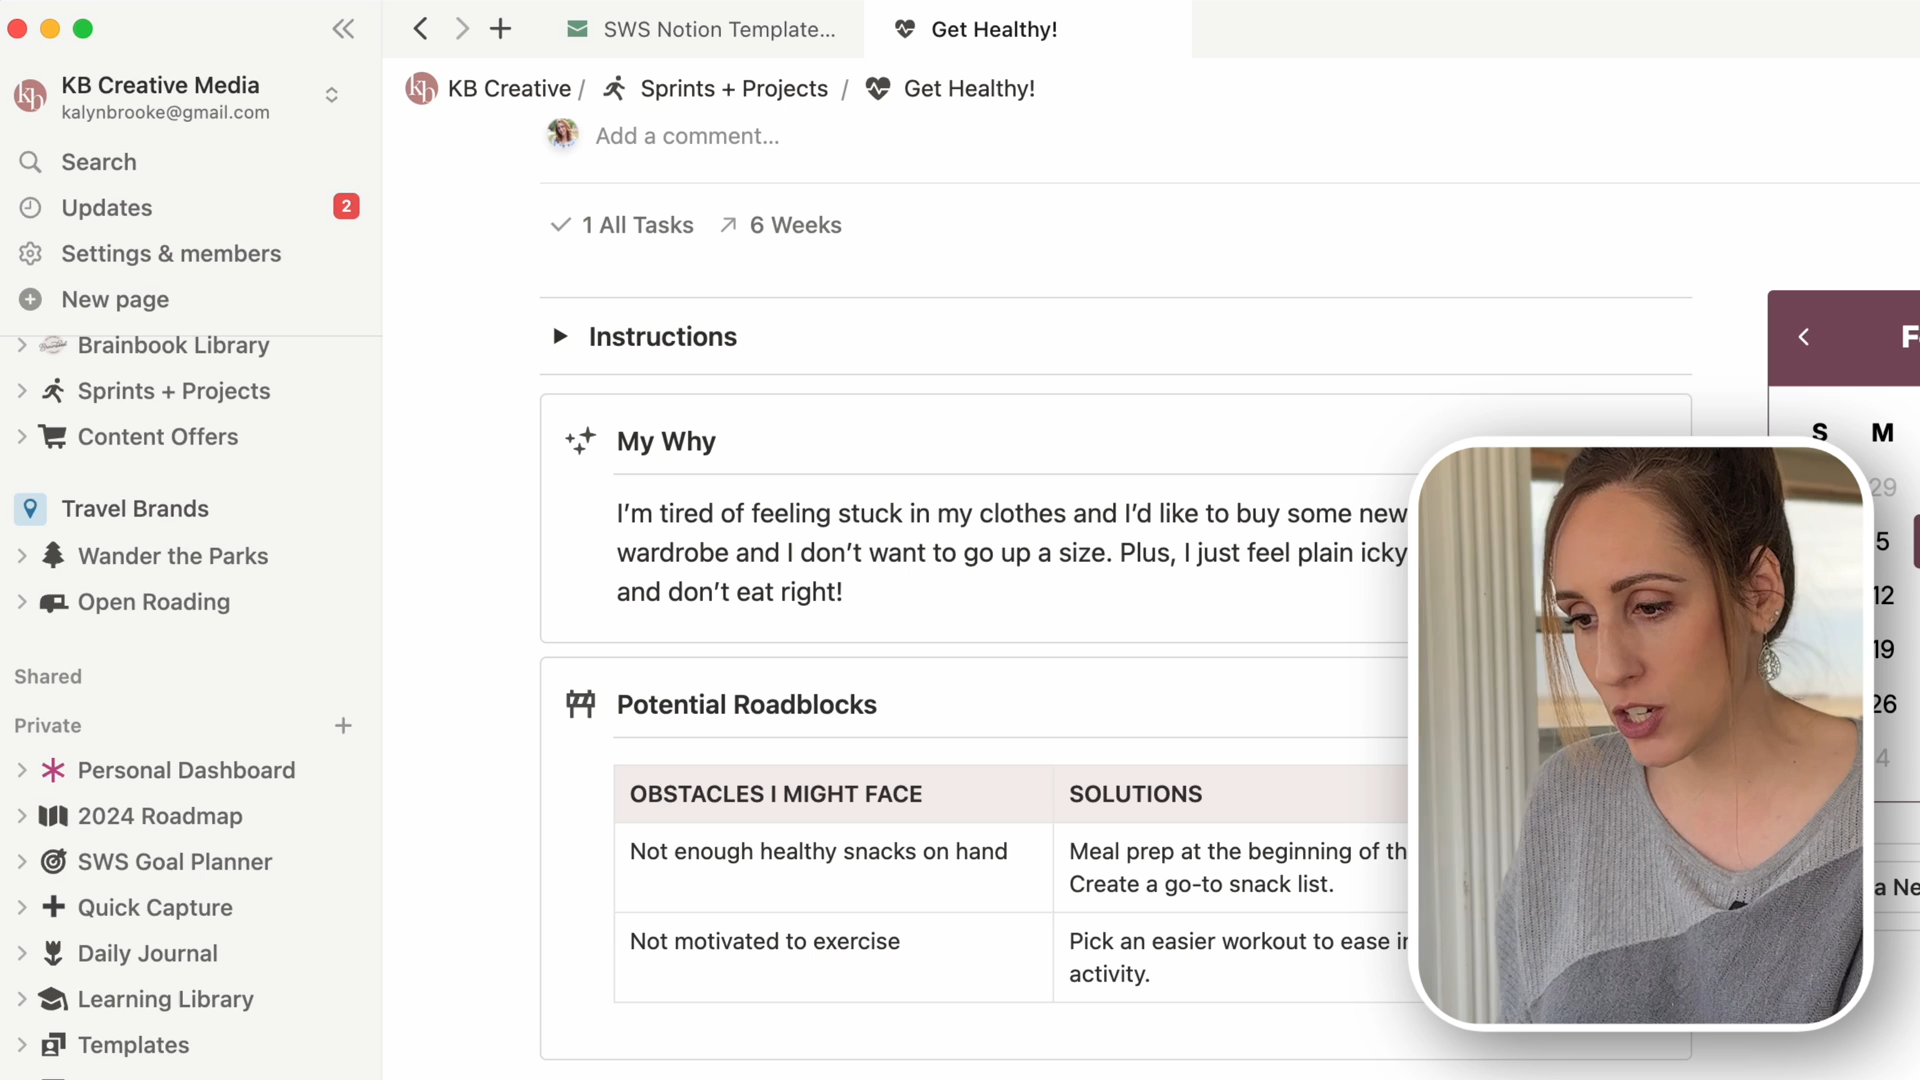 SWS Notion Template...
Get Healthy!
kb
KB Creative Media
kalynbrooke@gmail.com
kb
KB Creative / Sprints + Projects / Get Healthy!
Add a comment...
Search
Updates
2
Settings & members
New page
Brainbook Library
Sprints + Projects
Content Offers
Travel Brands
Wander the Parks
Open Roading
Shared
Private
Personal Dashboard
2024 Roadmap
SWS Goal Planner
Quick Capture
Daily Journal
Learning Library
Templates
1 All Tasks
6 Weeks
Instructions
My Why
I’m tired of feeling stuck in my clothes and I’d like to buy some new
wardrobe and I don’t want to go up a size. Plus, I just feel plain icky
and don’t eat right!
Potential Roadblocks
OBSTACLES I MIGHT FACE
SOLUTIONS
Not enough healthy snacks on hand
Meal prep at the beginning of th
Create a go-to snack list.
Not motivated to exercise
Pick an easier workout to ease i
activity.
S M
29
5
12
19
26
4
a Ne